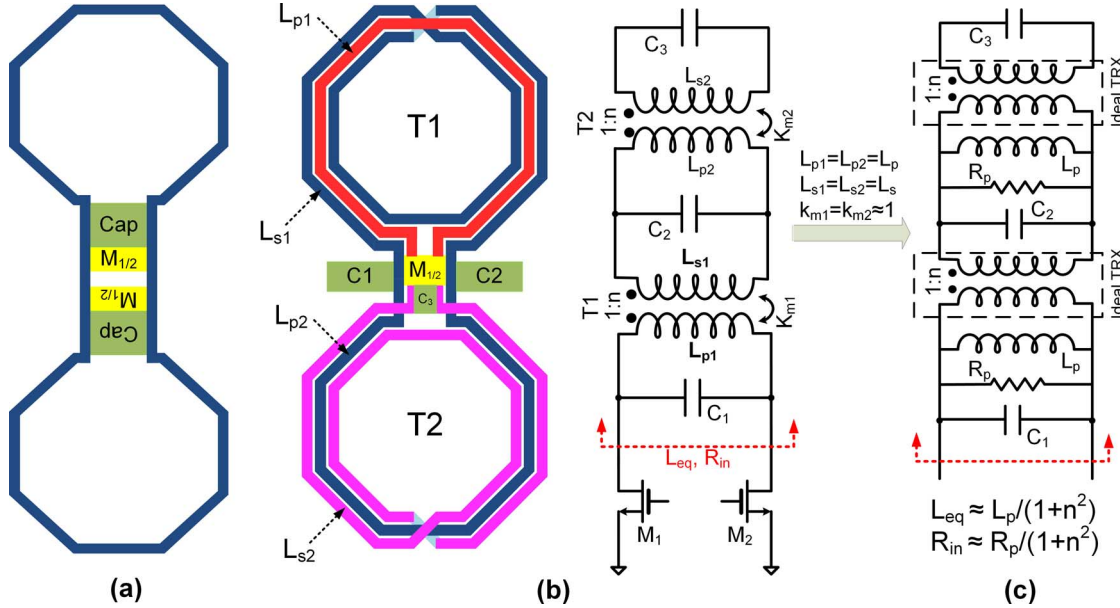 Cap
M1/2
M1/2
Cap
(a)
Lp1
T1
Ls1
C1
M1/2
C2
C3
Lp2
T2
Ls2
(b)
C3
Ls2
T2
1:n
Km2
Lp2
C2
Ls1
T1
1:n
Km1
Lp1
C1
Leq, Rin
M1
M2
Lp1=Lp2=Lp
Ls1=Ls2=Ls
km1=km2≈1
C3
1:n
Ideal TRX
Lp
Rp
C2
1:n
Ideal TRX
Lp
Rp
C1
Leq ≈ Lp/(1+n²)
Rin ≈ Rp/(1+n²)
(c)